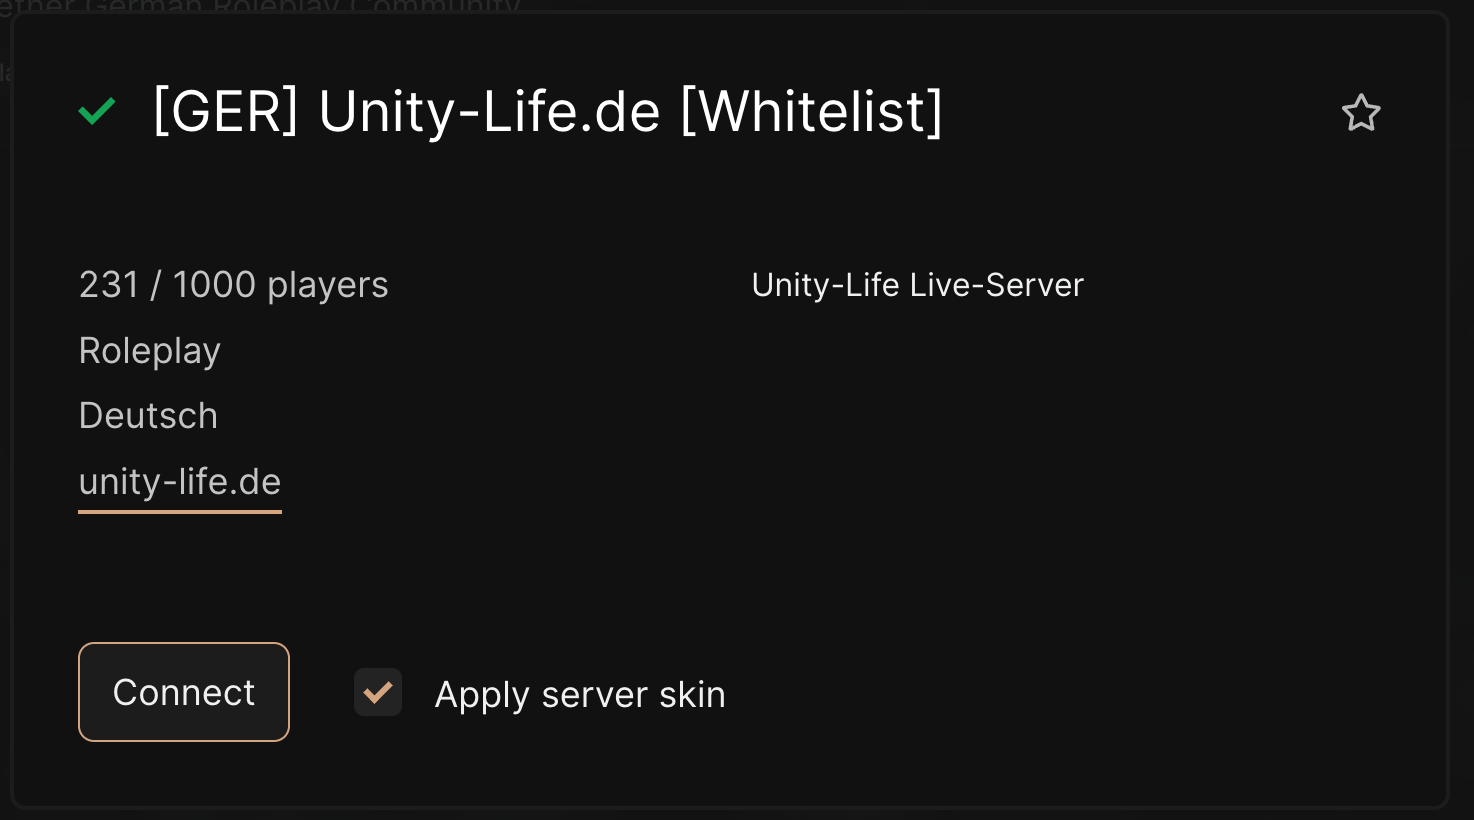 German Roleplay Community
[GER] Unity-Life.de [Whitelist]
231 / 1000 players
Unity-Life Live-Server
Roleplay
Deutsch
unity-life.de
Connect
Apply server skin